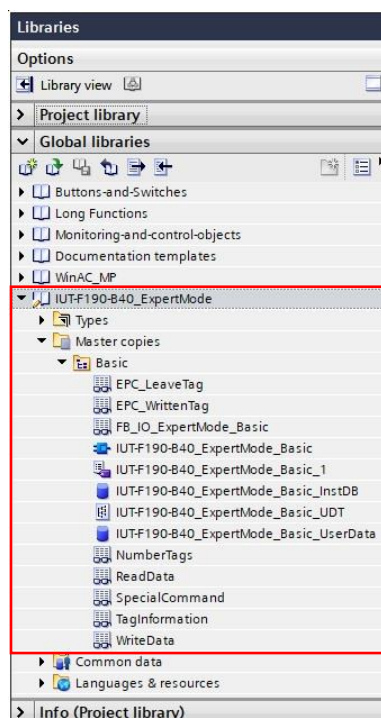 Libraries
Options
Library view
Project library
Global libraries
Buttons-and-Switches
Long Functions
Monitoring-and-control-objects
Documentation templates
WinAC_MP
IUT-F190-B40_ExpertMode
Types
Master copies
Basic
EPC_LeaveTag
EPC_WrittenTag
FB_IO_ExpertMode_Basic
IUT-F190-B40_ExpertMode_Basic
IUT-F190-B40_ExpertMode_Basic_1
IUT-F190-B40_ExpertMode_Basic_InstDB
IUT-F190-B40_ExpertMode_Basic_UDT
IUT-F190-B40_ExpertMode_Basic_UserData
NumberTags
ReadData
SpecialCommand
TagInformation
WriteData
Common data
Languages & resources
Info (Project library)